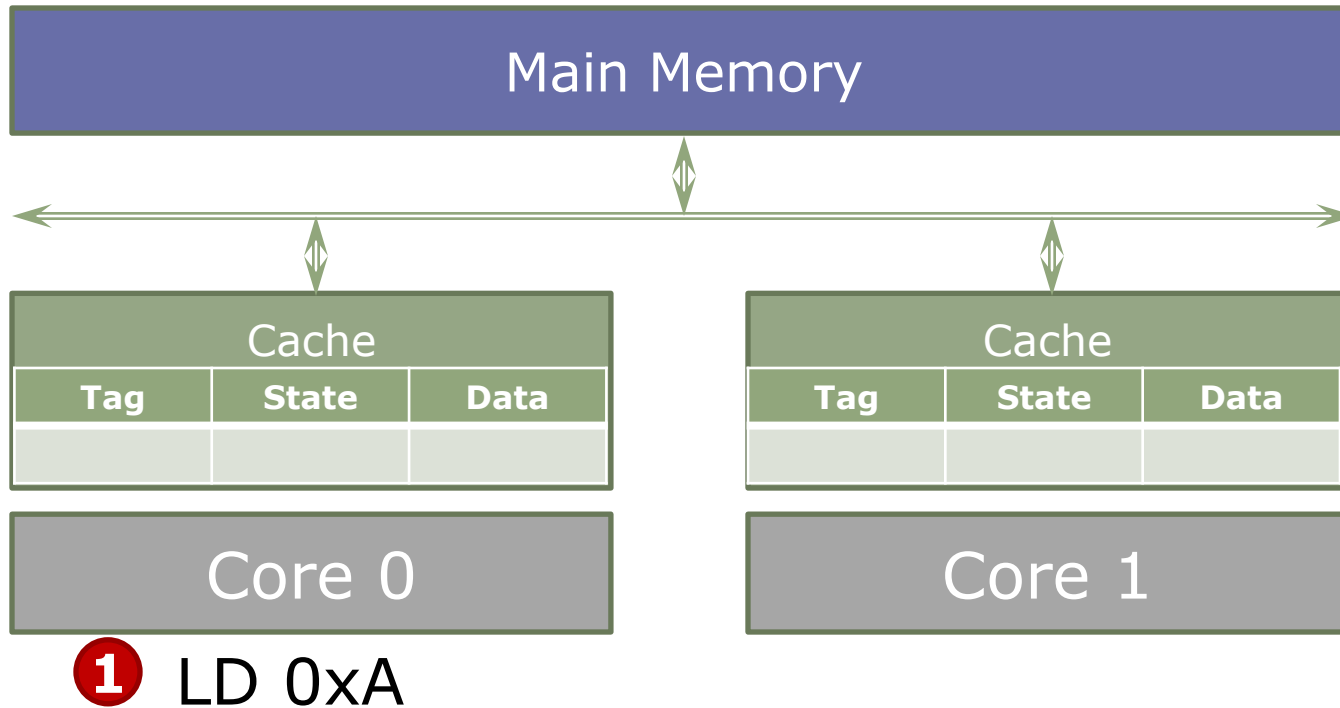 Main Memory
Cache
Tag State Data
Core 0
Cache
Tag State Data
Core 1
1 LD 0xA